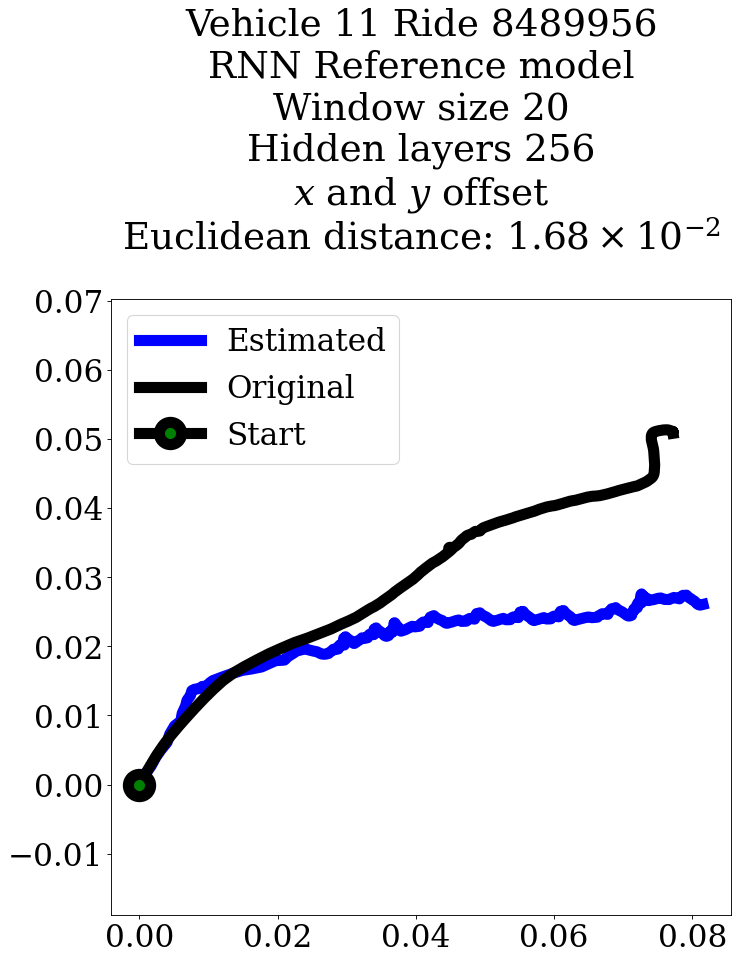 Vehicle 11 Ride 8489956
RNN Reference model
Window size 20
Hidden layers 256
x and y offset
Euclidean distance: 1.68 × 10⁻²
0.07
Estimated
0.06
Original
0.05
Start
0.04
0.03
0.02
0.01
0.00
−0.01
0.00 0.02 0.04 0.06 0.08